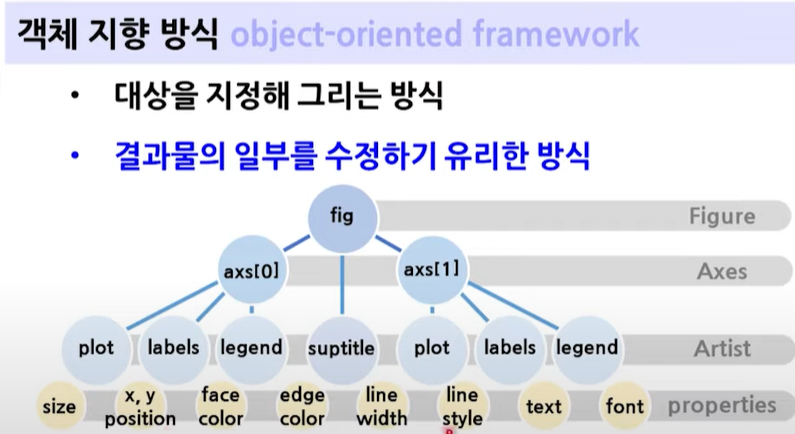 객체 지향 방식 object-oriented framework
• 대상을 지정해 그리는 방식
• 결과물의 일부를 수정하기 유리한 방식
fig Figure
axs[0] axs[1] Axes
plot labels legend suptitle plot labels legend Artist
size x, y position face color edge color line width line style text font properties